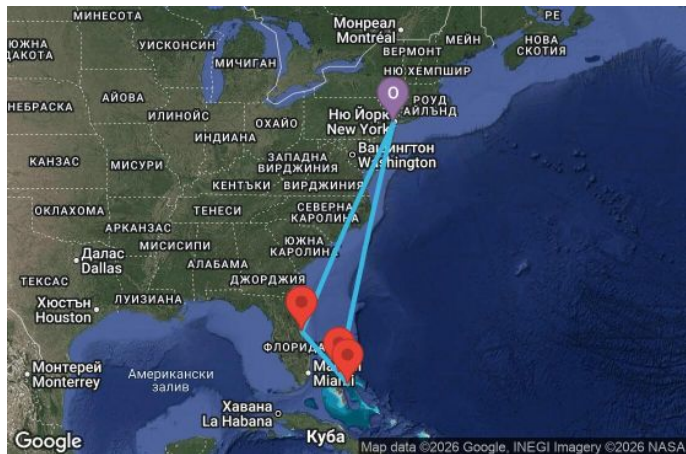 МИНЕСОТА
Монреал
Montréal
РЕ
ЮЖНА
ДАКОТА
УИСКОНСИН
МИЧИГАН
ВЕРМОНТ
МЕЙН
НОВА
СКОТИЯ
НЮ ХЕМПШИР
НЕБРАСКА
АЙОВА
ИЛИНОЙС
ОХАЙО
O
Ню Йорк
New York
РОУД
АЙЛЪНД
ИНДИАНА
КАНЗАС
МИСУРИ
ЗАПАДНА
ВИРДЖИНИЯ
Вашингтон
Washington
КЕНТЪКИ
ВИРДЖИНИЯ
ОКЛАХОМА
АРКАНЗАС
ТЕНЕСИ
СЕВЕРНА
КАРОЛИНА
Далас
Dallas
МИСИСИПИ
АЛАБАМА
ЮЖНА
КАРОЛИНА
ДЖОРДЖИЯ
ТЕКСАС
Хюстън
Houston
ЛУИЗИАНА
ФЛОРИДА
Miami
Монтерей
Monterrey
Американски
залив
Хавана
La Habana
Куба
Google
Map data ©2026 Google, INEGI Imagery ©2026 NASA